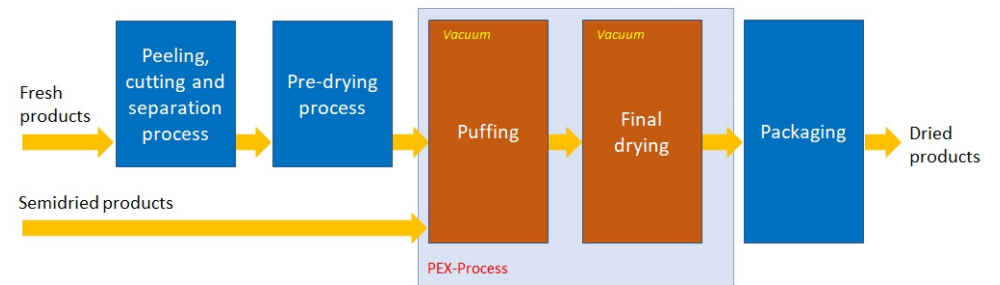 Fresh
products
Peeling,
cutting and
separation
process
Pre-drying
process
Vacuum
Puffing
Vacuum
Final
drying
Packaging
Dried
products
Semidried products
PEX-Process